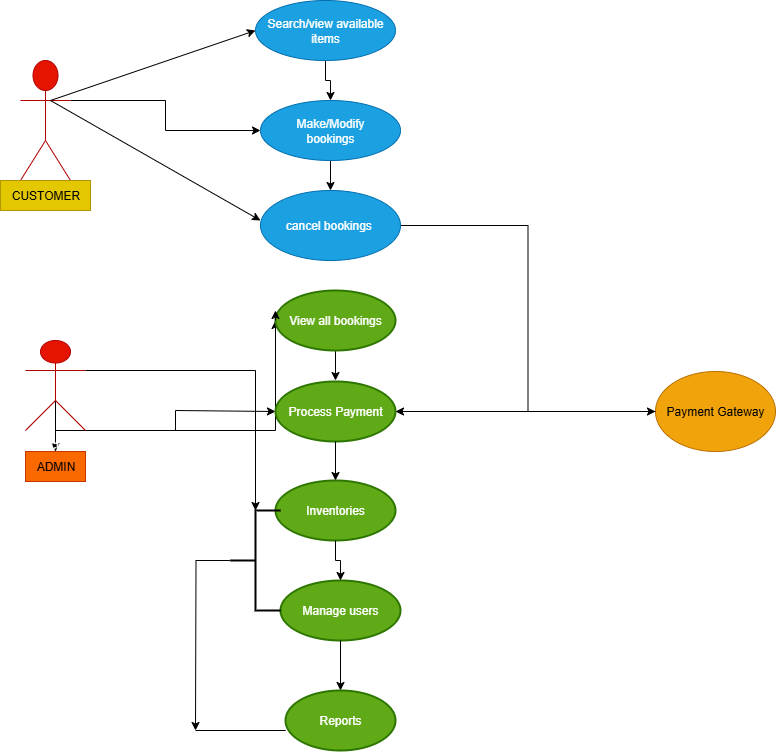 Search/view available
items
Make/Modify
bookings
CUSTOMER
cancel bookings
View all bookings
Process Payment
Payment Gateway
ADMIN
Inventories
Manage users
Reports